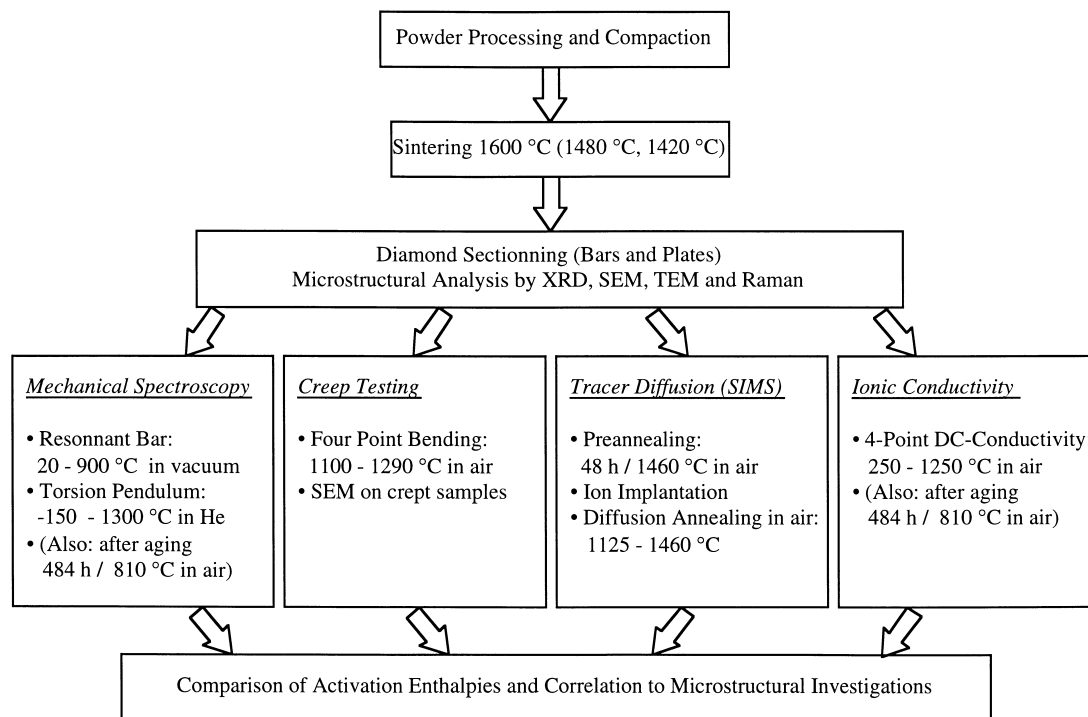 Powder Processing and Compaction
Sintering 1600 °C (1480 °C, 1420 °C)
Diamond Sectionning (Bars and Plates)
Microstructural Analysis by XRD, SEM, TEM and Raman
Mechanical Spectroscopy
• Resonnant Bar:
20 - 900 °C in vacuum
• Torsion Pendulum:
-150 - 1300 °C in He
• (Also: after aging
484 h / 810 °C in air)
Creep Testing
• Four Point Bending:
1100 - 1290 °C in air
• SEM on crept samples
Tracer Diffusion (SIMS)
• Preannealing:
48 h / 1460 °C in air
• Ion Implantation
• Diffusion Annealing in air:
1125 - 1460 °C
Ionic Conductivity
• 4-Point DC-Conductivity
250 - 1250 °C in air
• (Also: after aging
484 h / 810 °C in air)
Comparison of Activation Enthalpies and Correlation to Microstructural Investigations